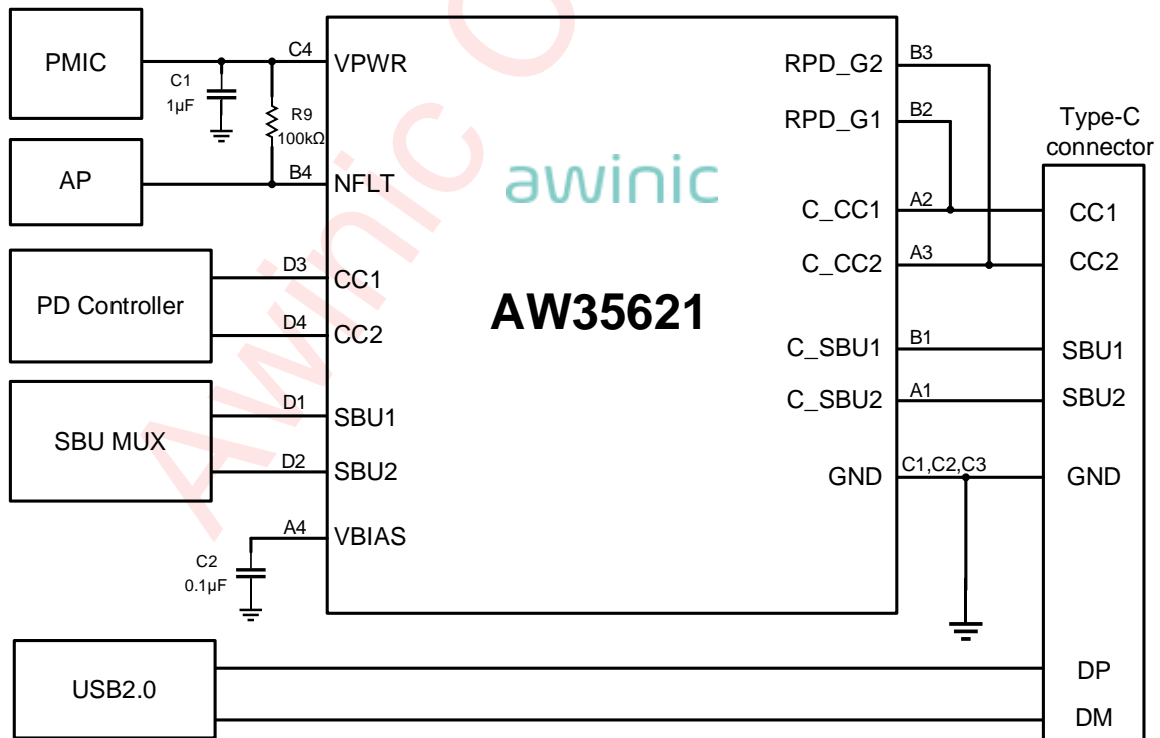 PMIC
C4
VPWR
C1
1µF
R9
100kΩ
AP
B4
NFLT
PD Controller
D3
CC1
D4
CC2
SBU MUX
D1
SBU1
D2
SBU2
A4
VBIAS
C2
0.1µF
awinic
AW35621
RPD_G2
B3
RPD_G1
B2
C_CC1
A2
C_CC2
A3
C_SBU1
B1
C_SBU2
A1
GND
C1,C2,C3
Type-C
connector
CC1
CC2
SBU1
SBU2
GND
DP
DM
USB2.0
Awinic